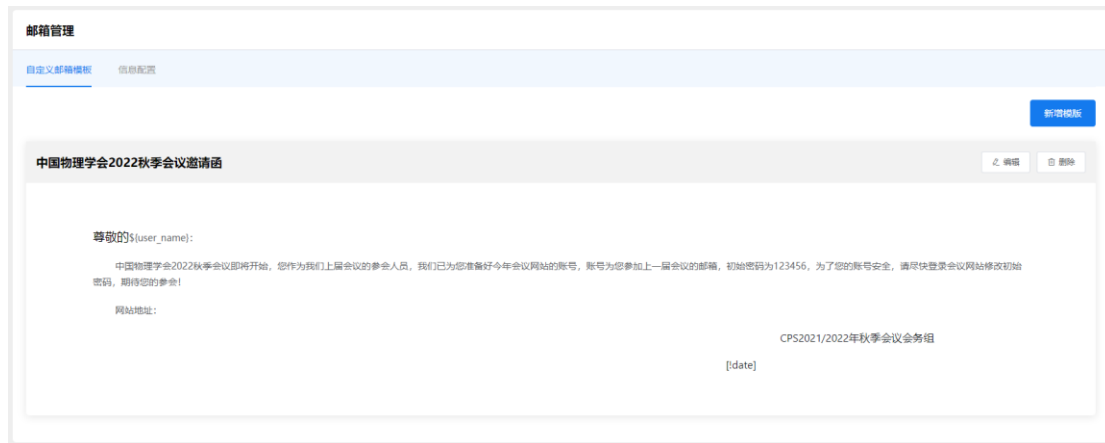 邮箱管理
自定义邮箱模板 信息配置
新增模版
中国物理学会2022秋季会议邀请函 编辑 删除
尊敬的${user_name}:
中国物理学会2022秋季会议即将开始，您作为我们上届会议的参会人员，我们已为您准备好今年会议网站的账号，账号为您参加上一届会议的邮箱，初始密码为123456，为了您的账号安全，请尽快登录会议网站修改初始
密码，期待您的参会！
网站地址：
CPS2021/2022年秋季会议会务组
[!date]